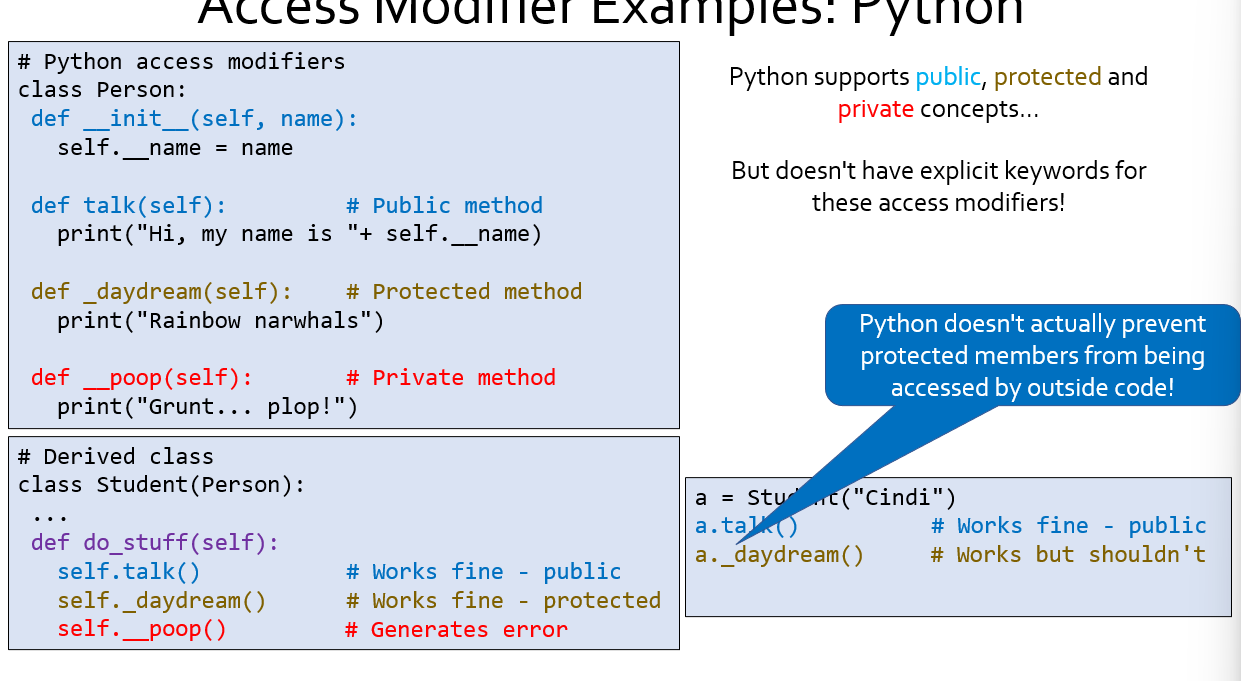 Access Modifier Examples: Python
# Python access modifiers
class Person:
 def __init__(self, name):
   self.__name = name
 def talk(self):         # Public method
   print("Hi, my name is "+ self.__name)
 def _daydream(self):    # Protected method
   print("Rainbow narwhals")
 def __poop(self):       # Private method
   print("Grunt... plop!")
# Derived class
class Student(Person):
 ...
 def do_stuff(self):
   self.talk()           # Works fine - public
   self._daydream()      # Works fine - protected
   self.__poop()         # Generates error
Python supports public, protected and
private concepts...
But doesn't have explicit keywords for
these access modifiers!
Python doesn't actually prevent
protected members from being
accessed by outside code!
a = Student("Cindi")
a.talk()          # Works fine - public
a._daydream()     # Works but shouldn't